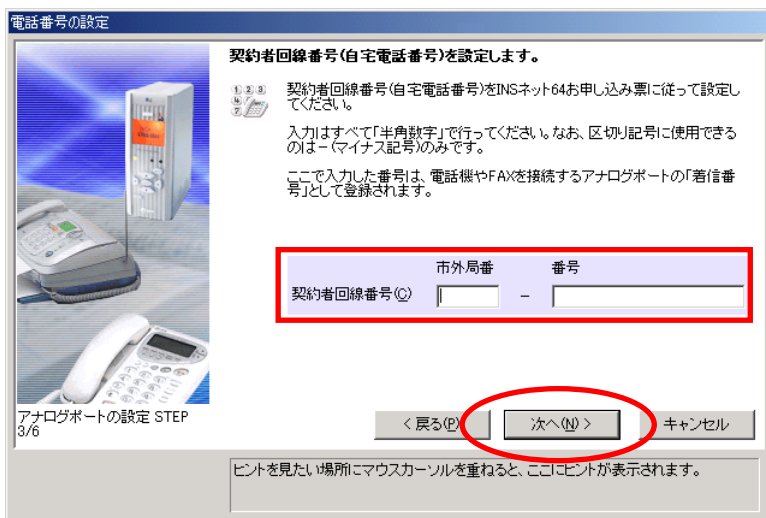 電話番号の設定
契約者回線番号(自宅電話番号)を設定します。
契約者回線番号(自宅電話番号)をINSネット64お申し込み票に従って設定し
てください。
入力はすべて「半角数字」で行ってください。なお、区切り記号に使用できる
のは-(マイナス記号)のみです。
ここで入力した番号は、電話機やFAXを接続するアナログポートの「着信番
号」として登録されます。
市外局番 番号
契約者回線番号(C) -
アナログポートの設定 STEP
3/6
< 戻る(P) 次へ(N) > キャンセル
ヒントを見たい場所にマウスカーソルを重ねると、ここにヒントが表示されます。